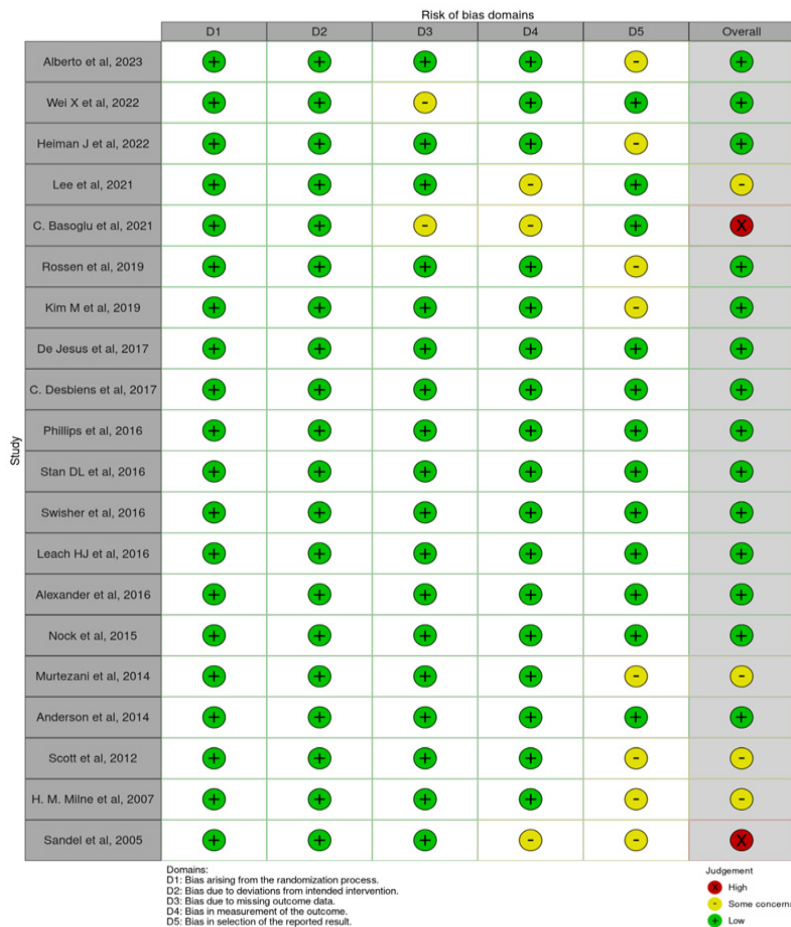 Risk of bias domains
D1 D2 D3 D4 D5 Overall
Study
Alberto et al, 2023 + + + + - +
Wei X et al, 2022 + + - + + +
Heiman J et al, 2022 + + + + - +
Lee et al, 2021 + + + - + -
C. Basoglu et al, 2021 + + - - + X
Rossen et al, 2019 + + + + - +
Kim M et al, 2019 + + + + - +
De Jesus et al, 2017 + + + + + +
C. Desbiens et al, 2017 + + + + + +
Phillips et al, 2016 + + + + + +
Stan DL et al, 2016 + + + + + +
Swisher et al, 2016 + + + + + +
Leach HJ et al, 2016 + + + + + +
Alexander et al, 2016 + + + + + +
Nock et al, 2015 + + + + + +
Murtezani et al, 2014 + + + + - -
Anderson et al, 2014 + + + + + +
Scott et al, 2012 + + + + - -
H. M. Milne et al, 2007 + + + + - -
Sandel et al, 2005 + + + - - X
Domains:
D1: Bias arising from the randomization process.
D2: Bias due to deviations from intended intervention.
D3: Bias due to missing outcome data.
D4: Bias in measurement of the outcome.
D5: Bias in selection of the reported result.
Judgement
X High
- Some concerns
+ Low